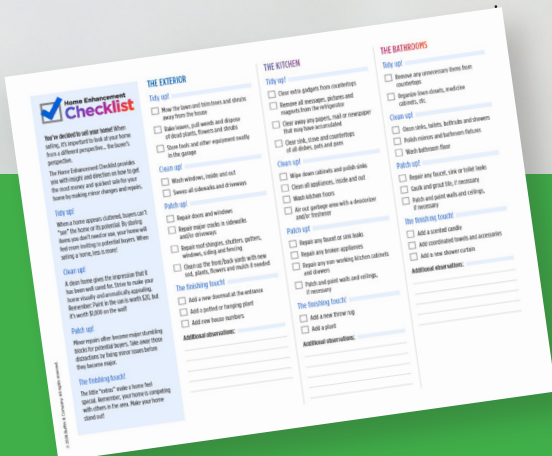 Home Enhancement
Checklist
You've decided to sell your home! When
selling, it's important to look at your home
from a different perspective... the buyer's
perspective.
The Home Enhancement Checklist provides
you with insight and direction on how to get
the most money and quickest sale for your
home by making minor changes and repairs.
Tidy up!
When a home appears cluttered, buyers can't
"see" the home or its potential. By storing
items you don't need or use, your home will
feel more inviting to potential buyers. When
selling a home, less is more!
Clean up!
A clean home gives the impression that it
has been well cared for. Strive to make your
home visually and aromatically appealing.
Remember: Paint in the can is worth $20, but
it's worth $1,000 on the wall!
Patch up!
Minor repairs often become major stumbling
blocks for potential buyers. Take away those
distractions by fixing minor issues before
they become major.
The finishing touch!
The little "extras" make a home feel
special. Remember, your home is competing
with others in the area. Make your home
stand out!
THE EXTERIOR
Tidy up!
Mow the lawn and trim trees and shrubs
away from the house
Rake leaves, pull weeds and dispose
of dead plants, flowers and shrubs
Store tools and other equipment neatly
in the garage
Clean up!
Wash windows, inside and out
Sweep all sidewalks and driveways
Patch up!
Repair doors and windows
Repair major cracks in sidewalks
and/or driveways
Repair roof shingles, shutters, gutters,
windows, siding and fencing
Clean up the front/back yards with new
sod, plants, flowers and mulch if needed
The finishing touch!
Add a new doormat at the entrance
Add a potted or hanging plant
Add new house numbers
Additional observations:
THE KITCHEN
Tidy up!
Clear extra gadgets from countertops
Remove all messages, pictures and
magnets from the refrigerator
Clear away any papers, mail or newspaper
that may have accumulated
Clear sink, stove and countertops
of all dishes, pots and pans
Clean up!
Wipe down cabinets and polish sinks
Clean all appliances, inside and out
Wash kitchen floors
Air out garbage area with a deodorizer
and/or freshener
Patch up!
Repair any faucet or sink leaks
Repair any broken appliances
Repair any non-working kitchen cabinets
and drawers
Patch and paint walls and ceilings,
if necessary
The finishing touch!
Add a new throw rug
Add a plant
Additional observations:
THE BATHROOMS
Tidy up!
Remove any unnecessary items from
countertops
Organize linen closets, medicine
cabinets, etc.
Clean up!
Clean sinks, toilets, bathtubs and showers
Polish mirrors and bathroom fixtures
Wash bathroom floor
Patch up!
Repair any faucet, sink or toilet leaks
Caulk and grout tile, if necessary
Patch and paint walls and ceilings,
if necessary
The finishing touch!
Add a scented candle
Add coordinated towels and accessories
Add a new shower curtain
Additional observations: